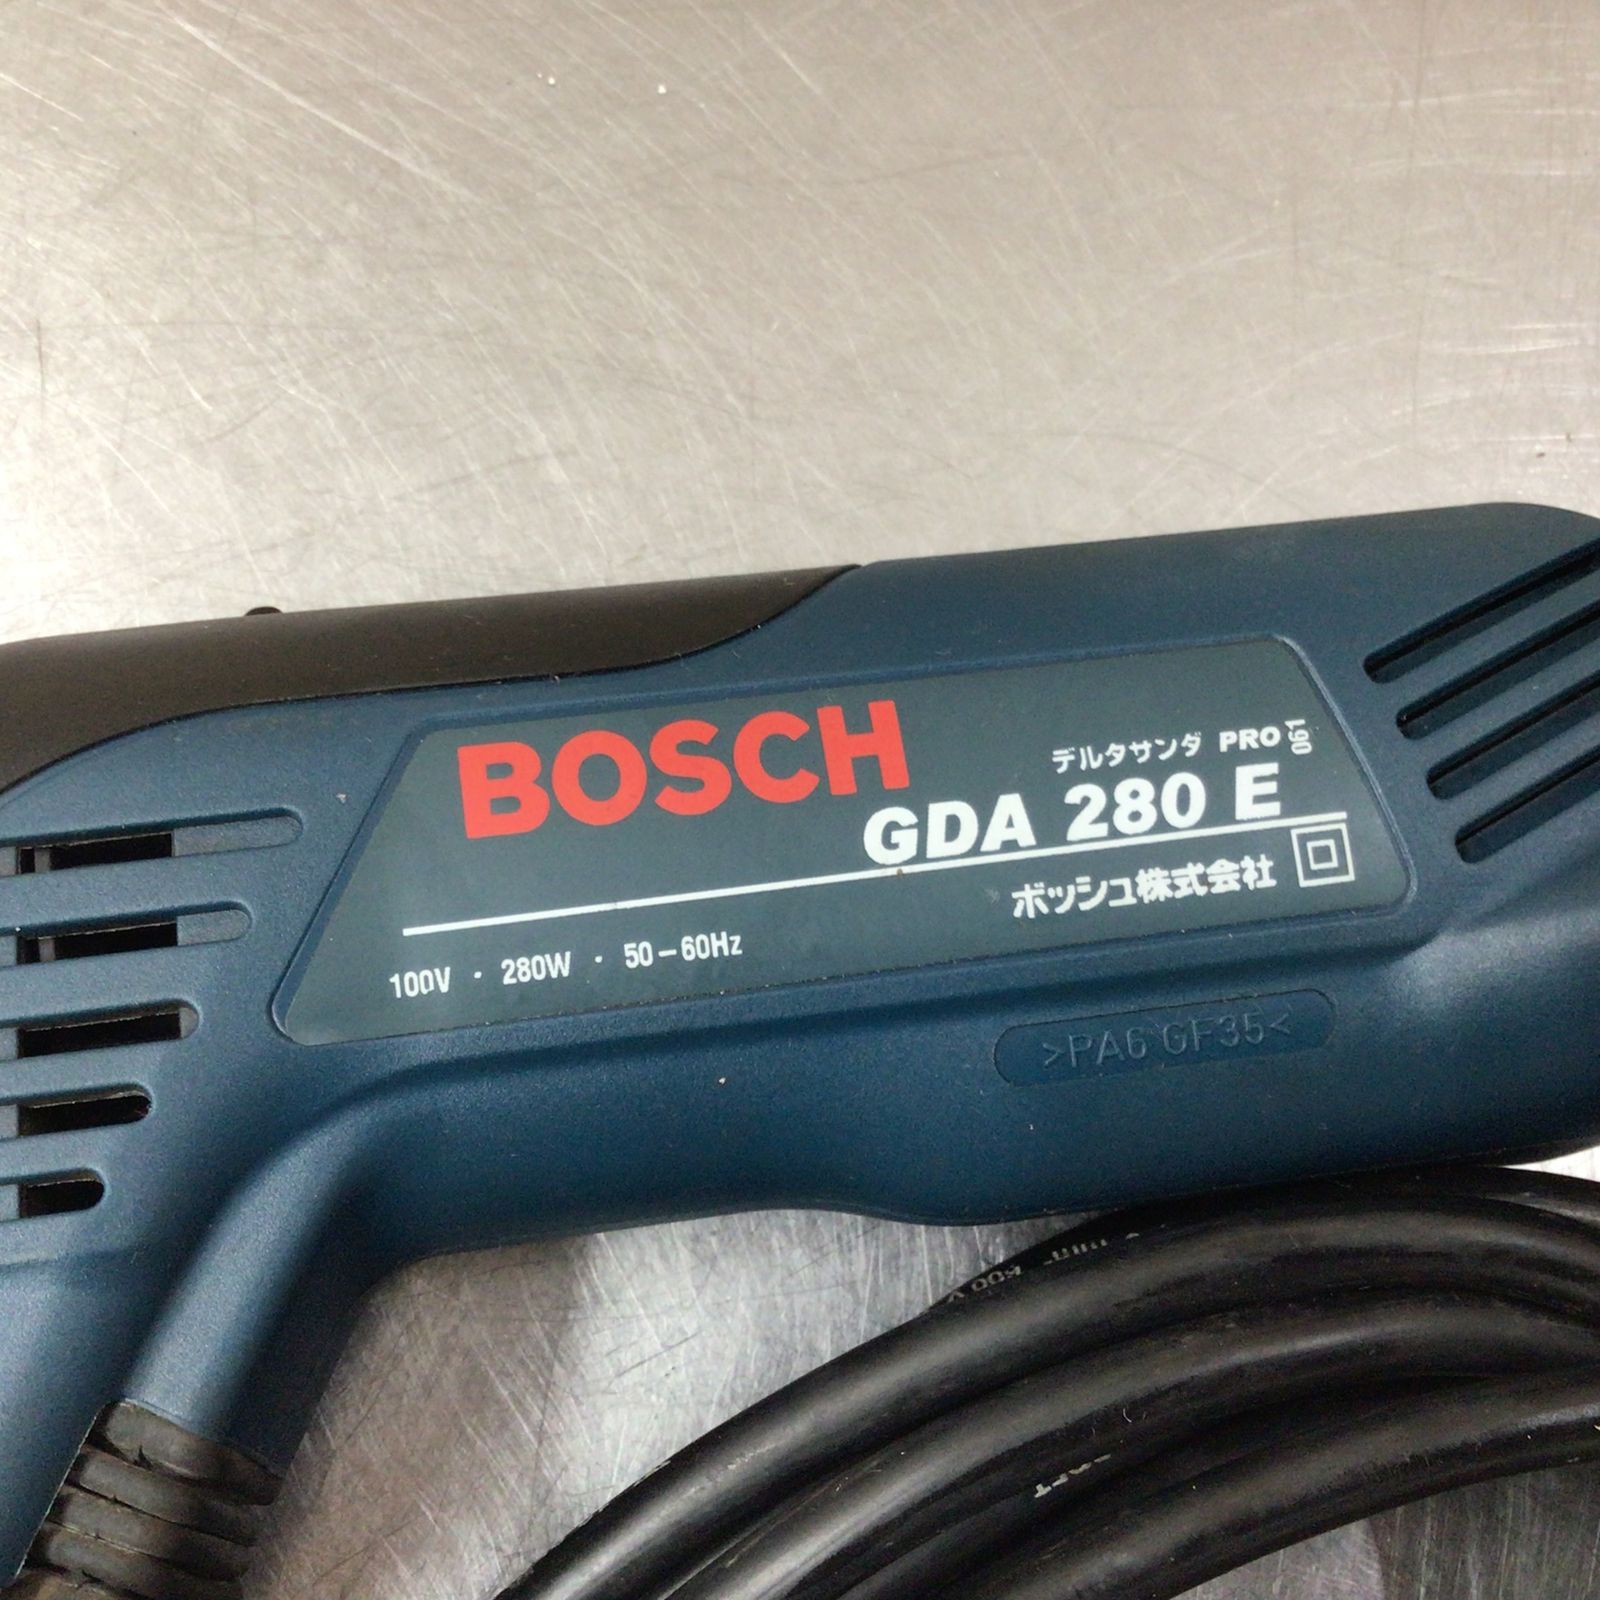 BOSCH
デルタサンダ PRO 061
GDA 280 E
ボッシュ株式会社
100V · 280W · 50-60Hz
>PA6 GF35<